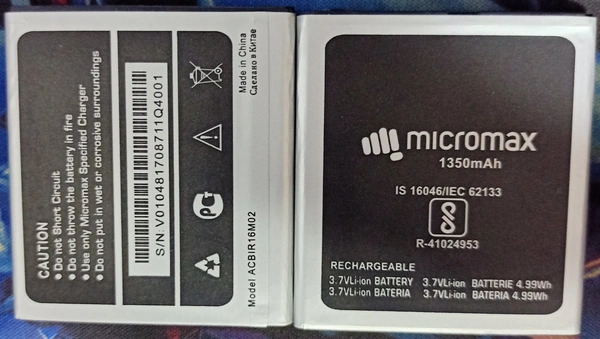 CAUTION
● Do not Short Circuit
● Do not throw the battery in fire
● Use only Micromax Specified Charger
● Do not put in wet or corrosive surroundings
S/N.V010481708711Q4001
Made in China
Сделано в Китае
Model ACBIR16M02
micromax
1350mAh
IS 16046/IEC 62133
R-41024953
RECHARGEABLE
3.7VLi-ion BATTERY 3.7VLi-ion BATTERIE 4.99Wh
3.7VLi-ion BATERIA 3.7VLi-ion BATERIA 4.99Wh